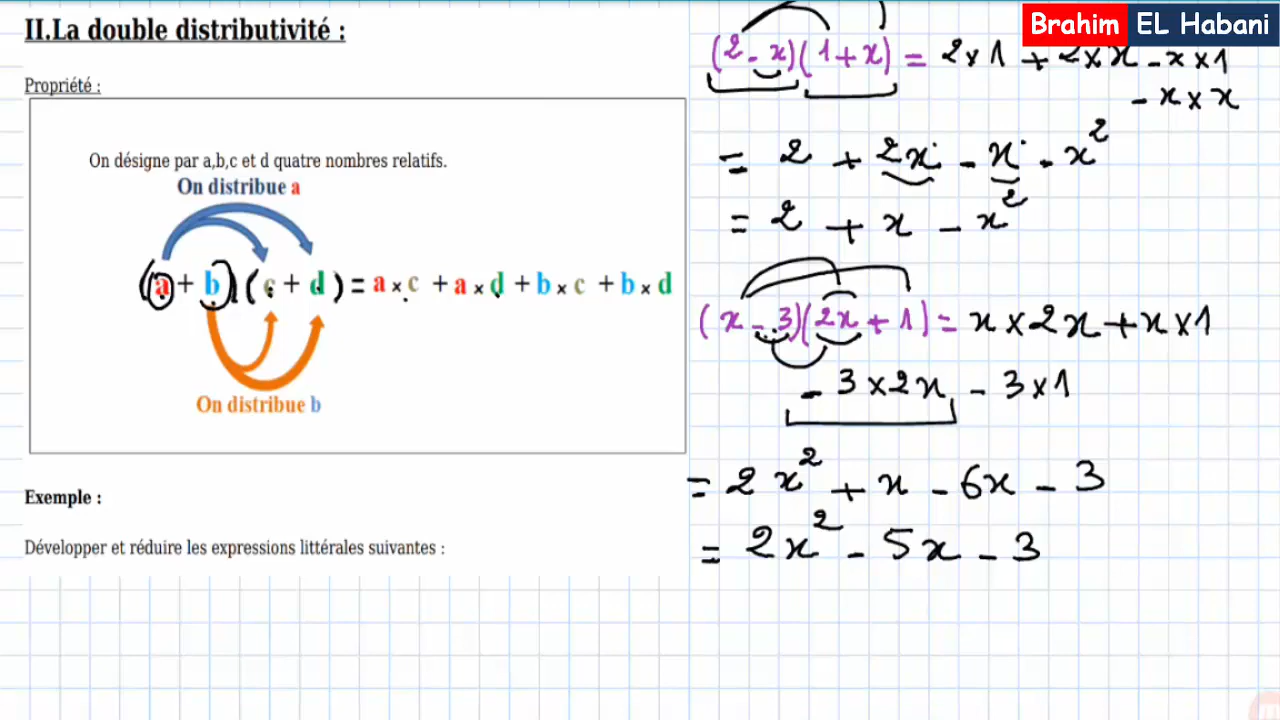 Brahim EL Habani
II.La double distributivité :
Propriété :
On désigne par a,b,c et d quatre nombres relatifs.
On distribue a
(a + b)(c + d) = a × c + a × d + b × c + b × d
On distribue b
Exemple :
Développer et réduire les expressions littérales suivantes :
(2 - x)(1 + x) = 2 × 1 + 2 × x - x × 1
- x × x
= 2 + 2x - x - x²
= 2 + x - x²
(x - 3)(2x + 1) = x × 2x + x × 1
- 3 × 2x - 3 × 1
= 2x² + x - 6x - 3
= 2x² - 5x - 3